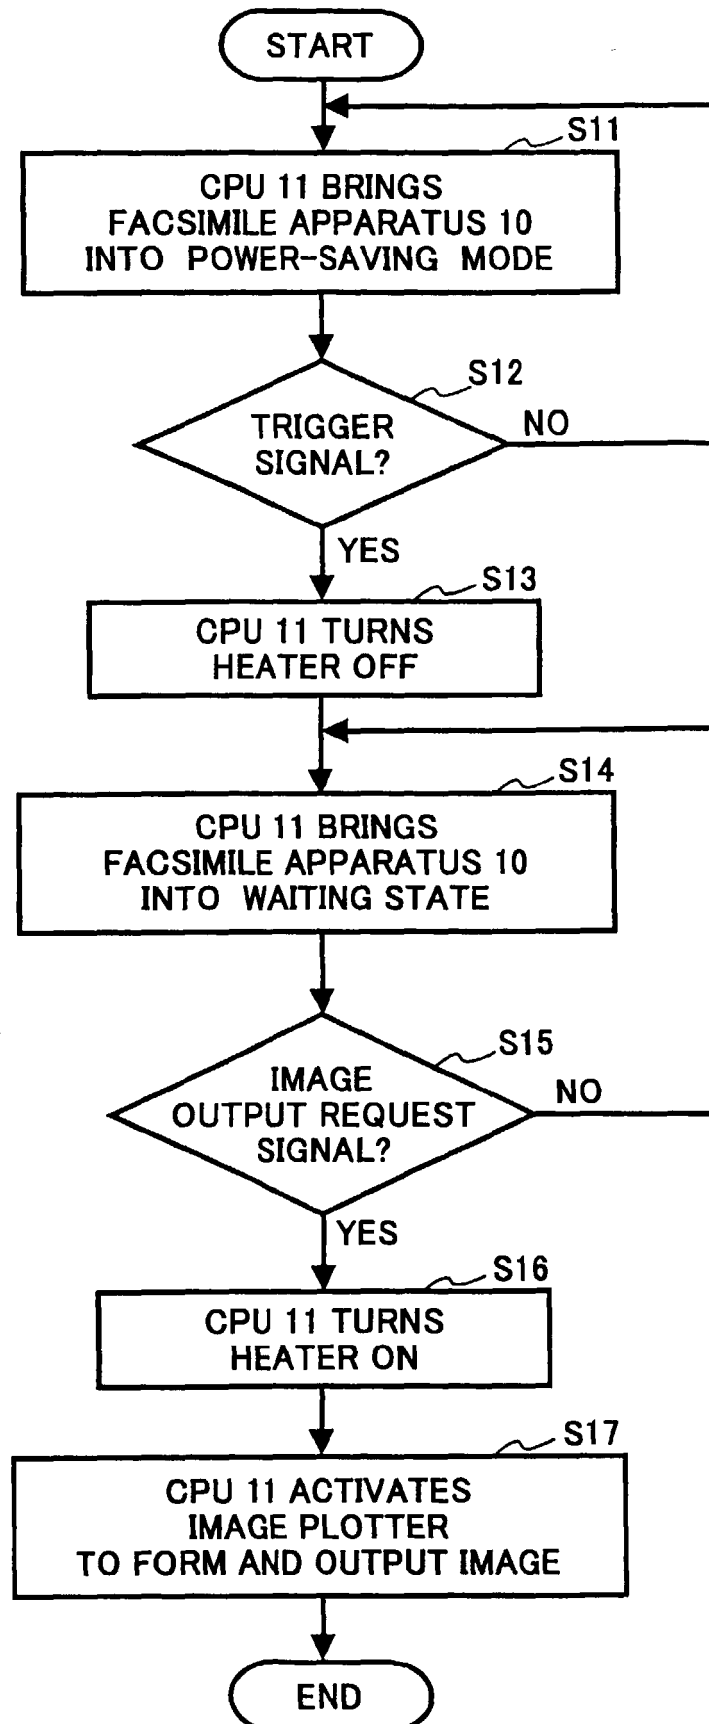 START
S11
CPU 11 BRINGS
FACSIMILE APPARATUS 10
INTO POWER-SAVING MODE
S12
TRIGGER
SIGNAL?
NO
YES
S13
CPU 11 TURNS
HEATER OFF
S14
CPU 11 BRINGS
FACSIMILE APPARATUS 10
INTO WAITING STATE
S15
IMAGE
OUTPUT REQUEST
SIGNAL?
NO
YES
S16
CPU 11 TURNS
HEATER ON
S17
CPU 11 ACTIVATES
IMAGE PLOTTER
TO FORM AND OUTPUT IMAGE
END